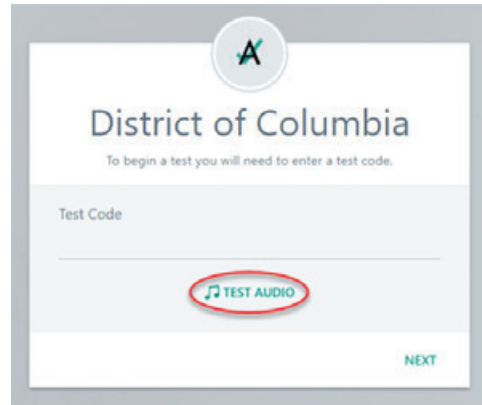 District of Columbia
To begin a test you will need to enter a test code.
Test Code
TEST AUDIO
NEXT